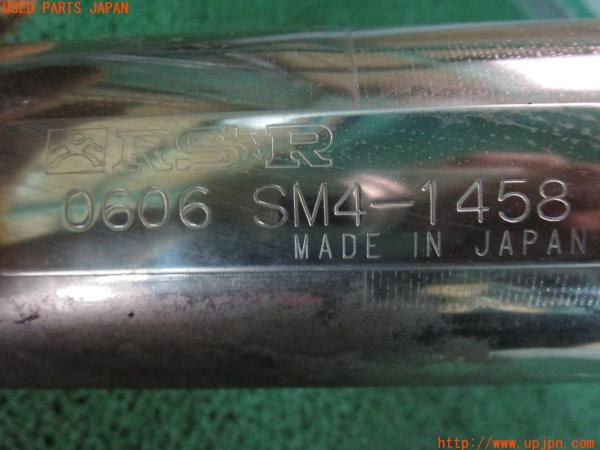 USED PARTS JAPAN
RS★R
0606 SM4-1458
MADE IN JAPAN
http://www.upjpn.com/